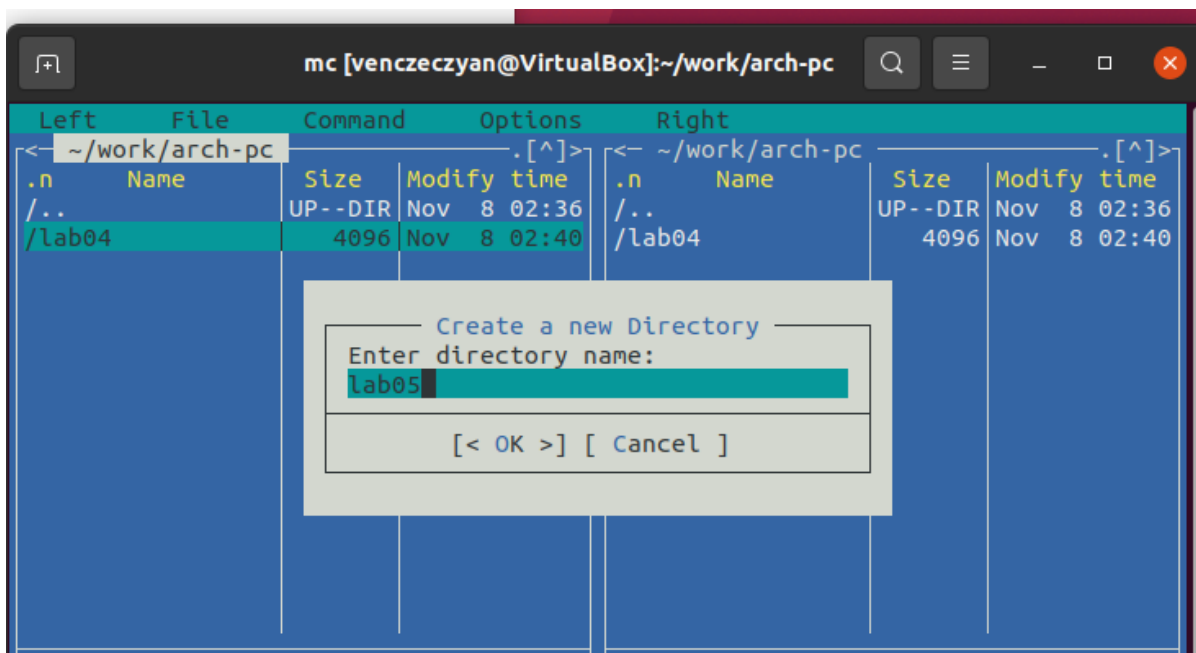 mc [venczeczyan@VirtualBox]:~/work/arch-pc
Left File Command Options Right
<— ~/work/arch-pc .[^]> <— ~/work/arch-pc .[^]>
.n Name Size Modify time .n Name Size Modify time
/.. UP--DIR Nov 8 02:36 /.. UP--DIR Nov 8 02:36
/lab04 4096 Nov 8 02:40 /lab04 4096 Nov 8 02:40
Create a new Directory
Enter directory name:
lab05
[< OK >] [ Cancel ]